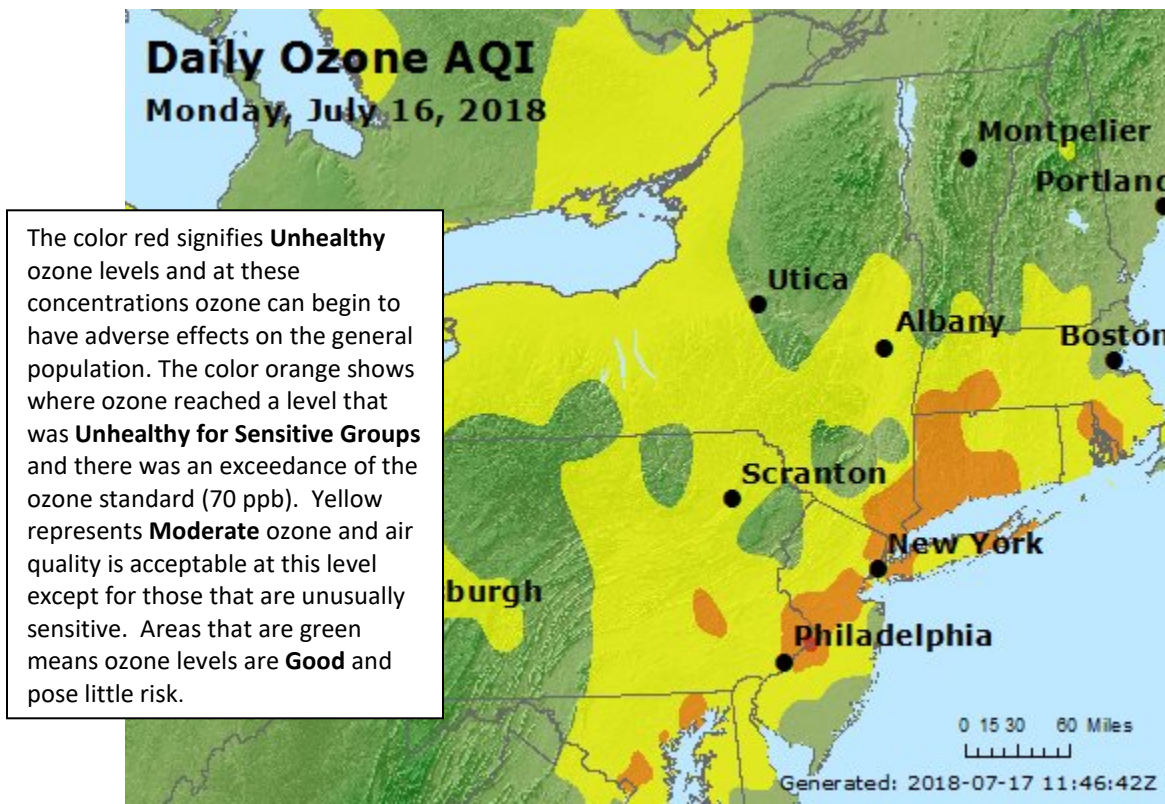 Daily Ozone AQI
Monday, July 16, 2018
Montpelier
Portland
The color red signifies Unhealthy
ozone levels and at these
concentrations ozone can begin to
have adverse effects on the general
population. The color orange shows
where ozone reached a level that
was Unhealthy for Sensitive Groups
and there was an exceedance of the
ozone standard (70 ppb).  Yellow
represents Moderate ozone and air
quality is acceptable at this level
except for those that are unusually
sensitive.  Areas that are green
means ozone levels are Good and
pose little risk.
Utica
Albany
Boston
Scranton
New York
sburgh
Philadelphia
0 15 30 60 Miles
Generated: 2018-07-17 11:46:42Z